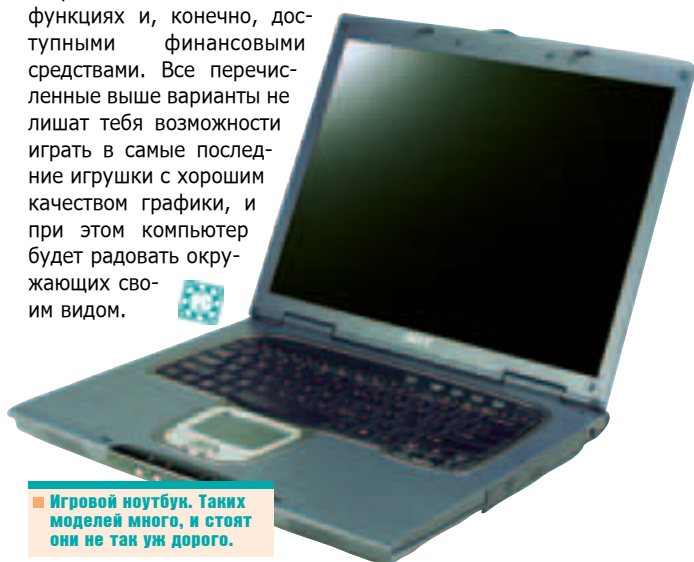 функциях и, конечно, дос-
тупными финансовыми
средствами. Все перечис-
ленные выше варианты не
лишат тебя возможности
играть в самые послед-
ние игрушки с хорошим
качеством графики, и
при этом компьютер
будет радовать окру-
жающих сво-
им видом.
PC
Игровой ноутбук. Таких
моделей много, и стоят
они не так уж дорого.